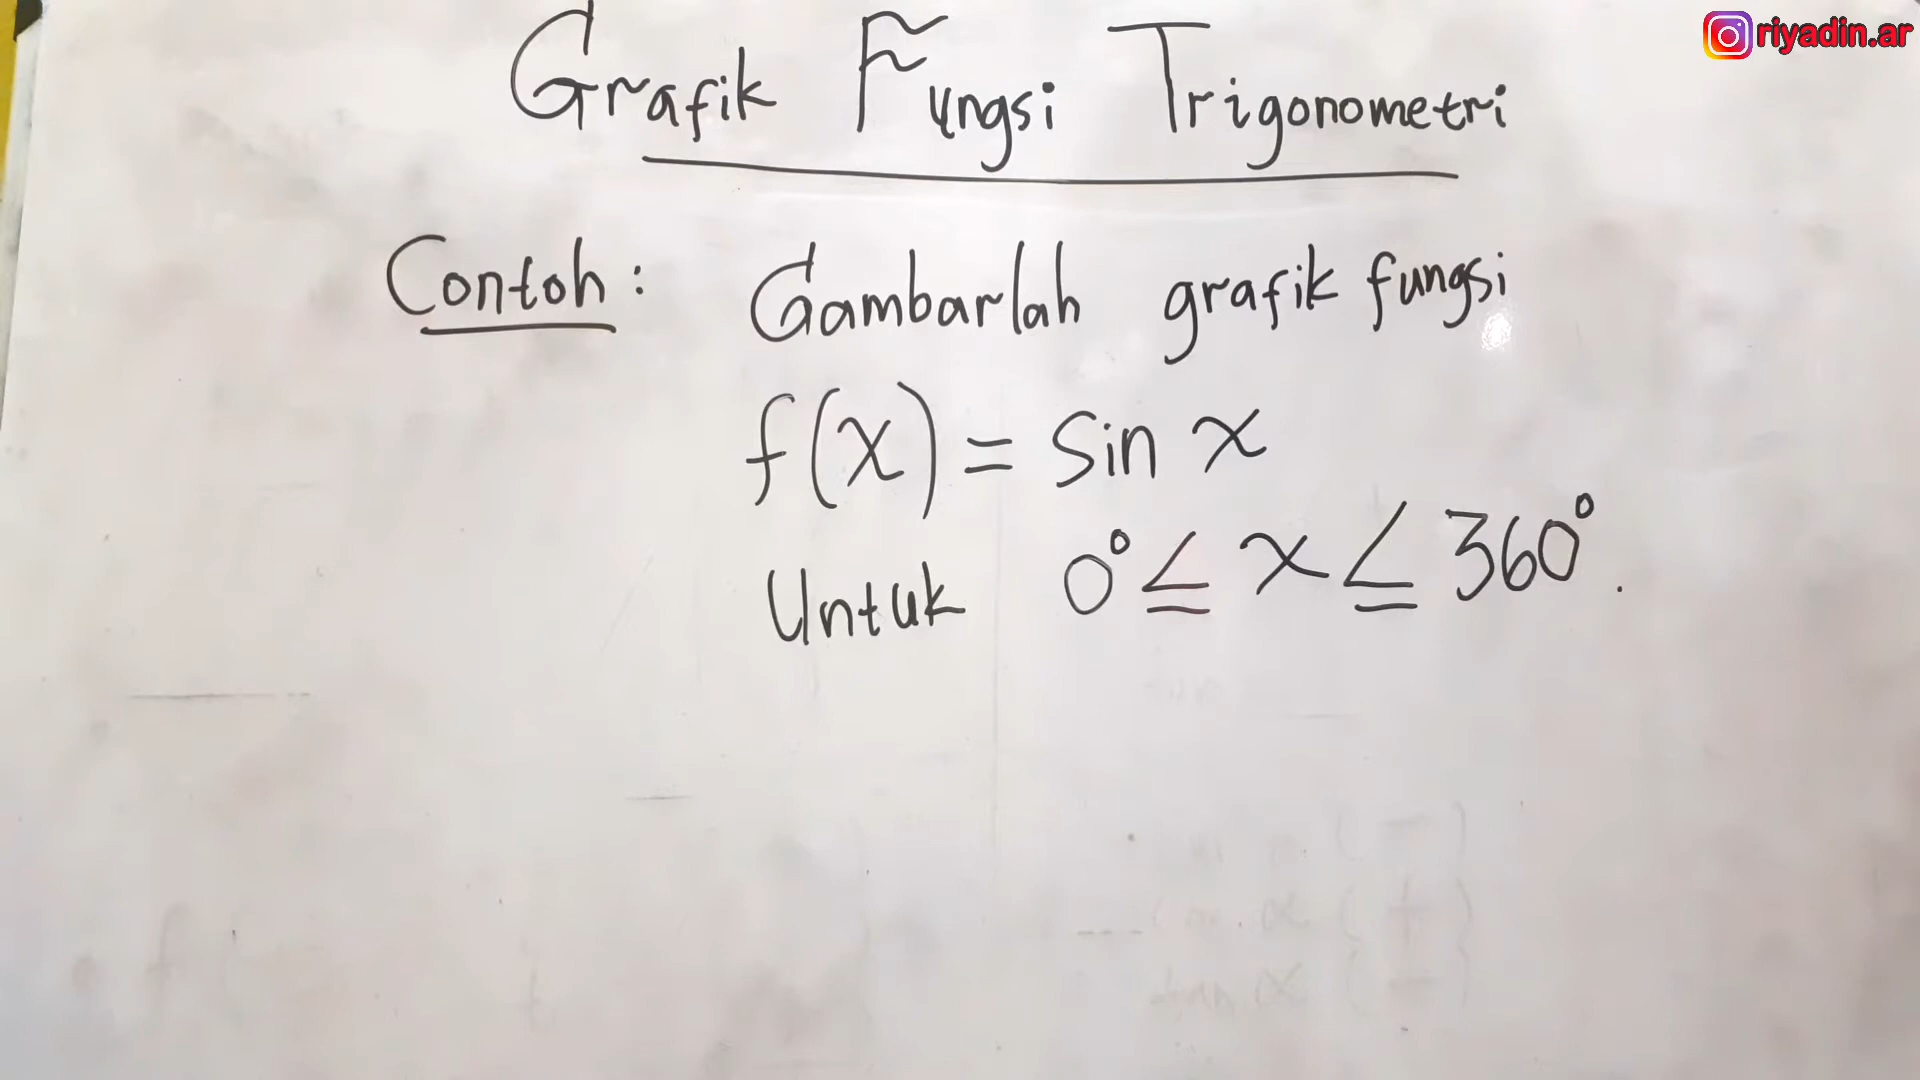 riyadin.ar
Grafik Fungsi Trigonometri
Contoh: Gambarlah grafik fungsi
f(x) = Sin x
Untuk 0° ≤ x ≤ 360°.